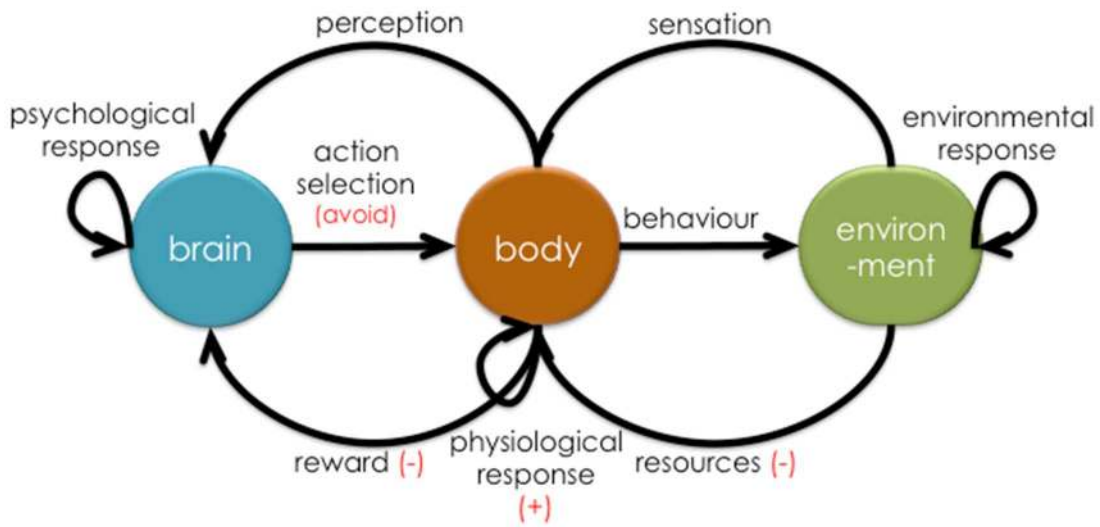 perception
sensation
psychological
response
environmental
response
action
selection
(avoid)
brain
body
behaviour
environ
-ment
reward (-)
physiological
response
(+)
resources (-)